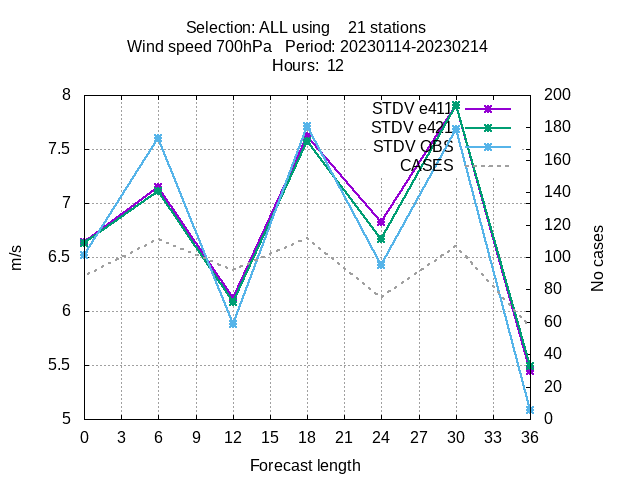 Selection: ALL using    21 stations
Wind speed 700hPa   Period: 20230114-20230214
Hours:  12
STDV e411
STDV e421
STDV OBS
CASES
8
7.5
7
6.5
6
5.5
5
m/s
200
180
160
140
120
100
80
60
40
20
0
No cases
0 3 6 9 12 15 18 21 24 27 30 33 36
Forecast length